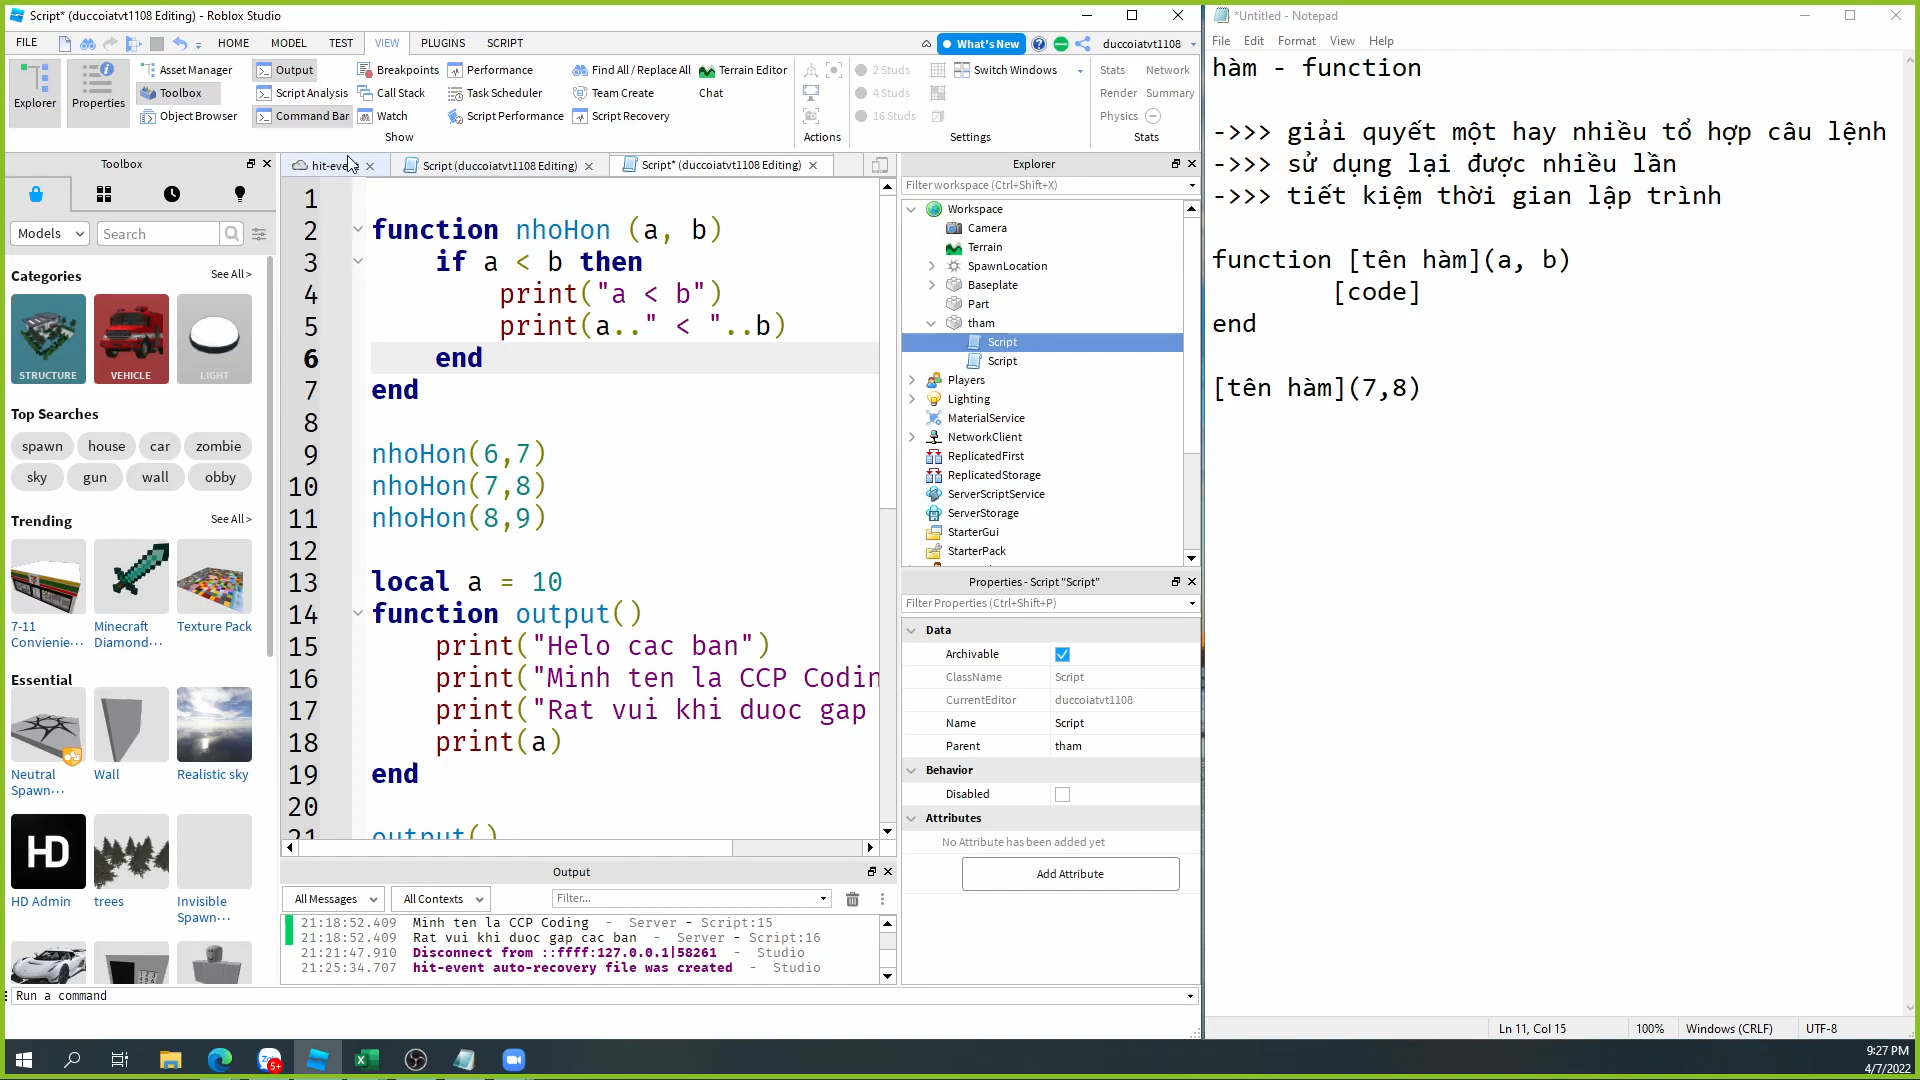 Script* (duccoiatvt1108 Editing) - Roblox Studio
FILE HOME MODEL TEST VIEW PLUGINS SCRIPT
What's New duccoiatvt1108
Explorer Properties
Asset Manager
Toolbox
Object Browser
Output
Script Analysis
Command Bar
Breakpoints
Call Stack
Watch
Performance
Task Scheduler
Script Performance
Find All / Replace All
Team Create
Script Recovery
Terrain Editor
Chat
Show
Actions
2 Studs
4 Studs
16 Studs
Switch Windows
Settings
Stats Network
Render Summary
Physics
Stats
Toolbox
Models Search
Categories See All >
STRUCTURE VEHICLE LIGHT
Top Searches
spawn house car zombie
sky gun wall obby
Trending See All >
7-11 Convenie···
Minecraft Diamond···
Texture Pack
Essential
Neutral Spawn···
Wall
Realistic sky
HD
HD Admin
trees
Invisible Spawn···
hit-eve
Script (duccoiatvt1108 Editing)
Script* (duccoiatvt1108 Editing)
1
2 function nhoHon (a, b)
3 if a < b then
4 print("a < b")
5 print(a.." < "..b)
6 end
7 end
8
9 nhoHon(6,7)
10 nhoHon(7,8)
11 nhoHon(8,9)
12
13 local a = 10
14 function output()
15 print("Helo cac ban")
16 print("Minh ten la CCP Codin
17 print("Rat vui khi duoc gap
18 print(a)
19 end
20
21 output()
Output
All Messages All Contexts Filter...
21:18:52.409 Minh ten la CCP Coding - Server - Script:15
21:18:52.409 Rat vui khi duoc gap cac ban - Server - Script:16
21:21:47.910 Disconnect from ::ffff:127.0.0.1|58261 - Studio
21:25:34.707 hit-event auto-recovery file was created - Studio
Run a command
Explorer
Filter workspace (Ctrl+Shift+X)
Workspace
Camera
Terrain
SpawnLocation
Baseplate
Part
tham
Script
Script
Players
Lighting
MaterialService
NetworkClient
ReplicatedFirst
ReplicatedStorage
ServerScriptService
ServerStorage
StarterGui
StarterPack
Properties - Script "Script"
Filter Properties (Ctrl+Shift+P)
Data
Archivable
ClassName Script
CurrentEditor duccoiatvt1108
Name Script
Parent tham
Behavior
Disabled
Attributes
No Attribute has been added yet
Add Attribute
*Untitled - Notepad
File Edit Format View Help
hàm - function
->>> giải quyết một hay nhiều tổ hợp câu lệnh
->>> sử dụng lại được nhiều lần
->>> tiết kiệm thời gian lập trình
function [tên hàm](a, b)
[code]
end
[tên hàm](7,8)
Ln 11, Col 15 100% Windows (CRLF) UTF-8
5+
9:27 PM
4/7/2022